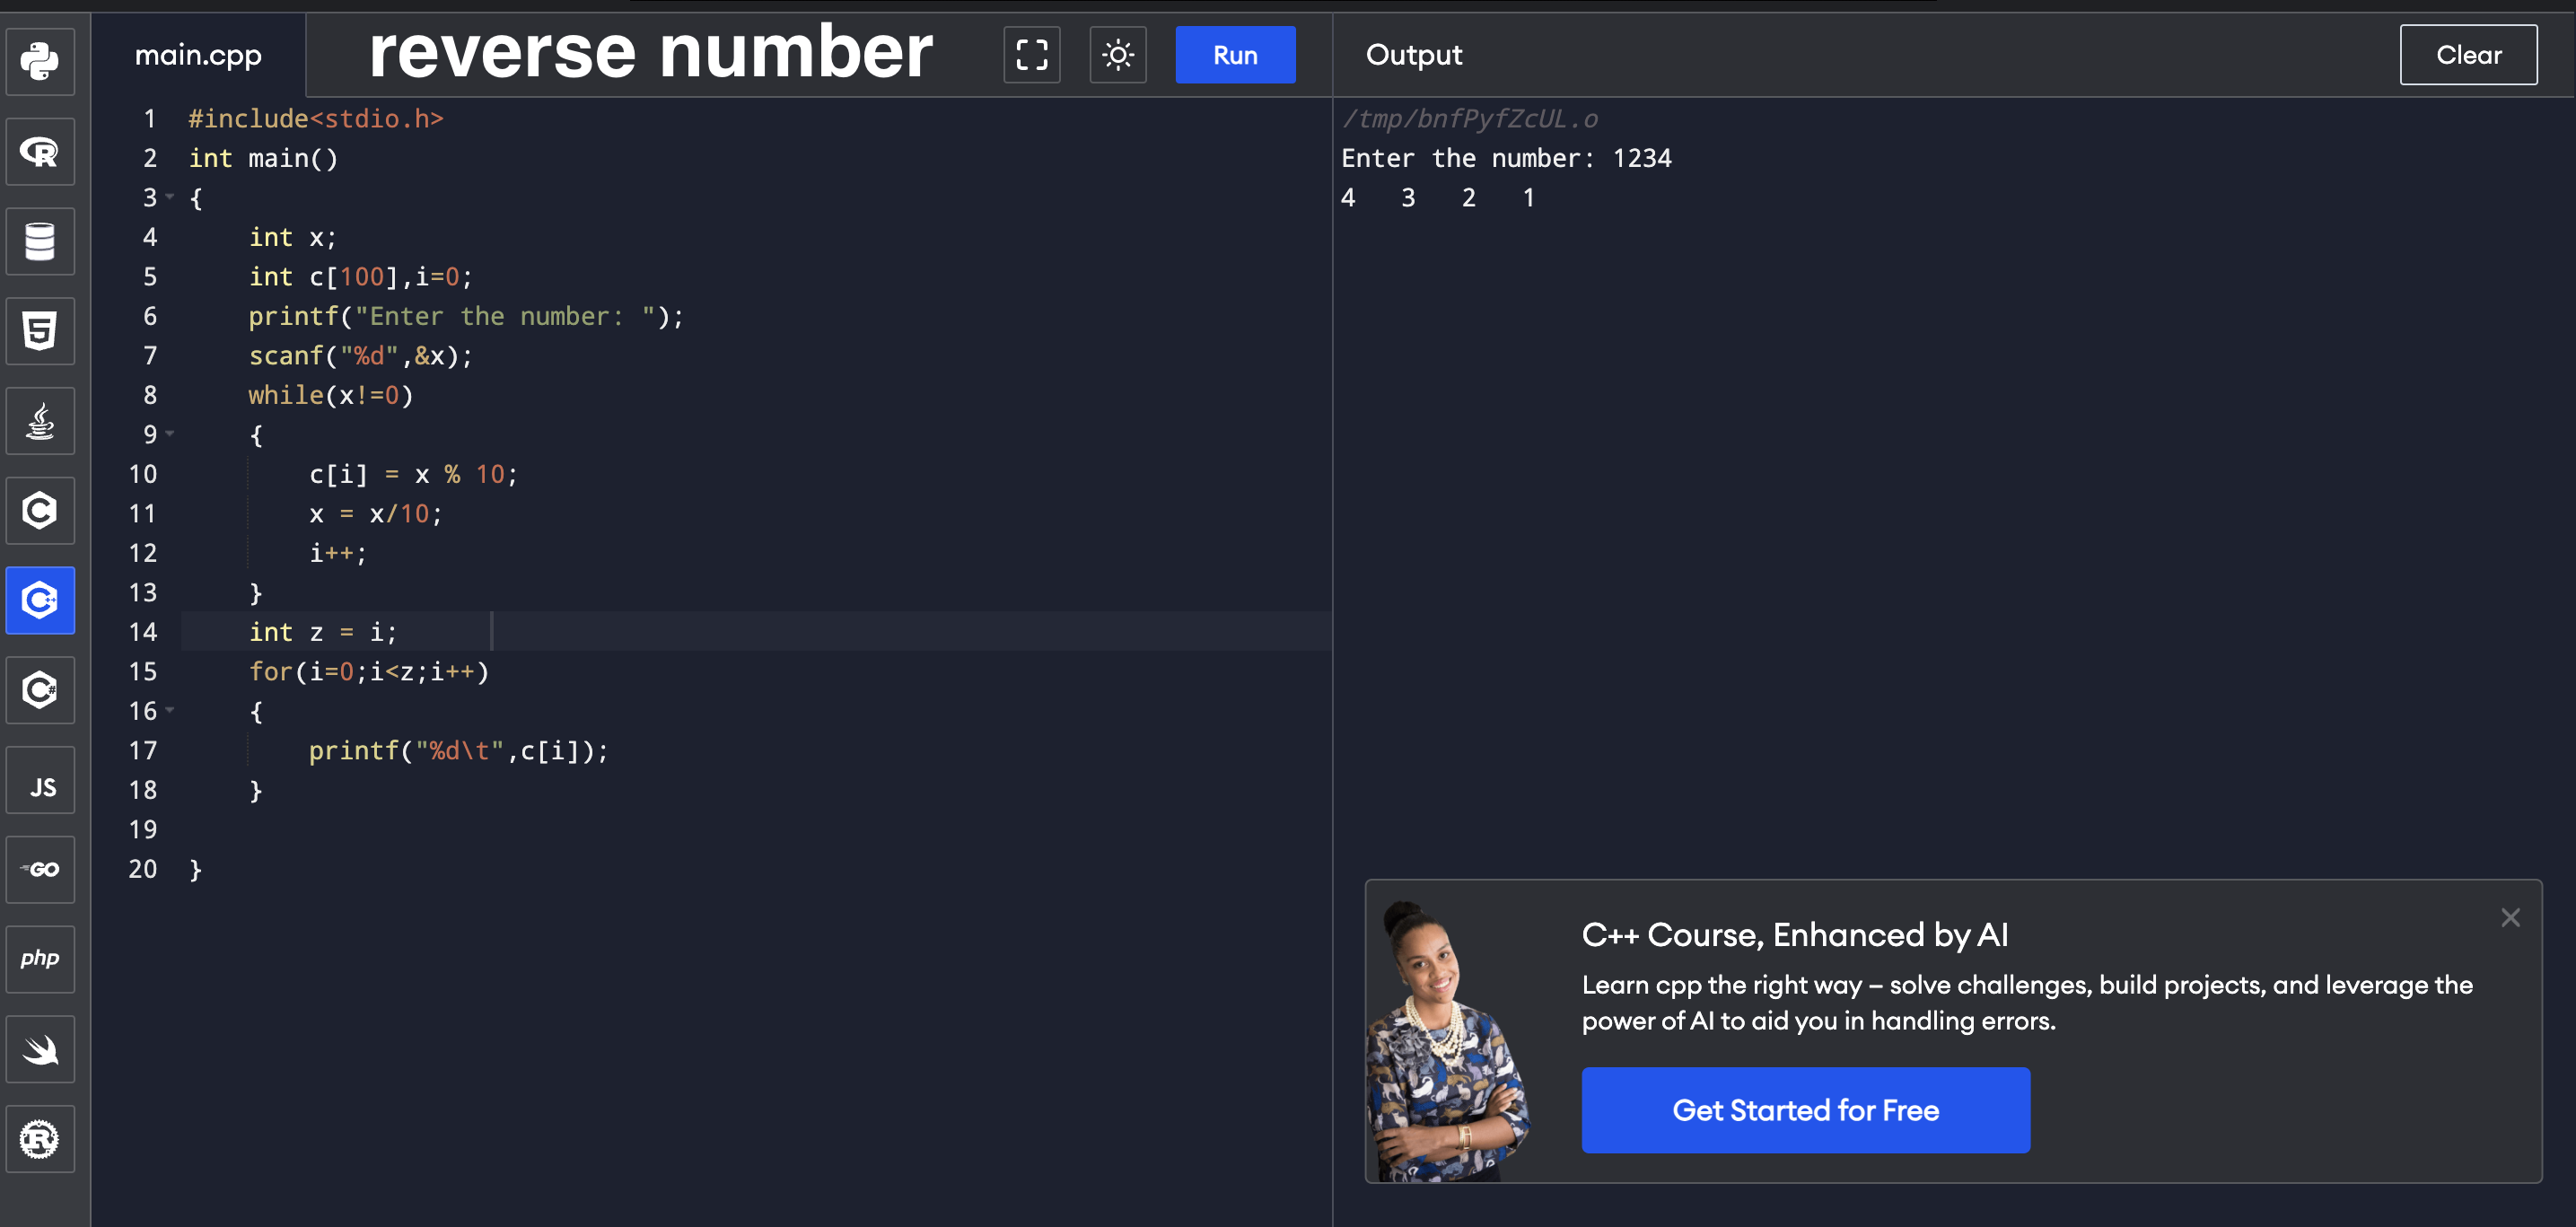 main.cpp
reverse number
Run
Output
Clear
1 #include<stdio.h>
2 int main()
3 {
4 int x;
5 int c[100],i=0;
6 printf("Enter the number: ");
7 scanf("%d",&x);
8 while(x!=0)
9 {
10 c[i] = x % 10;
11 x = x/10;
12 i++;
13 }
14 int z = i;
15 for(i=0;i<z;i++)
16 {
17 printf("%d\t",c[i]);
18 }
19
20 }
/tmp/bnfPyfZcUL.o
Enter the number: 1234
4 3 2 1
R
5
C
C++
C#
JS
GO
php
R
C++ Course, Enhanced by AI
Learn cpp the right way – solve challenges, build projects, and leverage the
power of AI to aid you in handling errors.
Get Started for Free